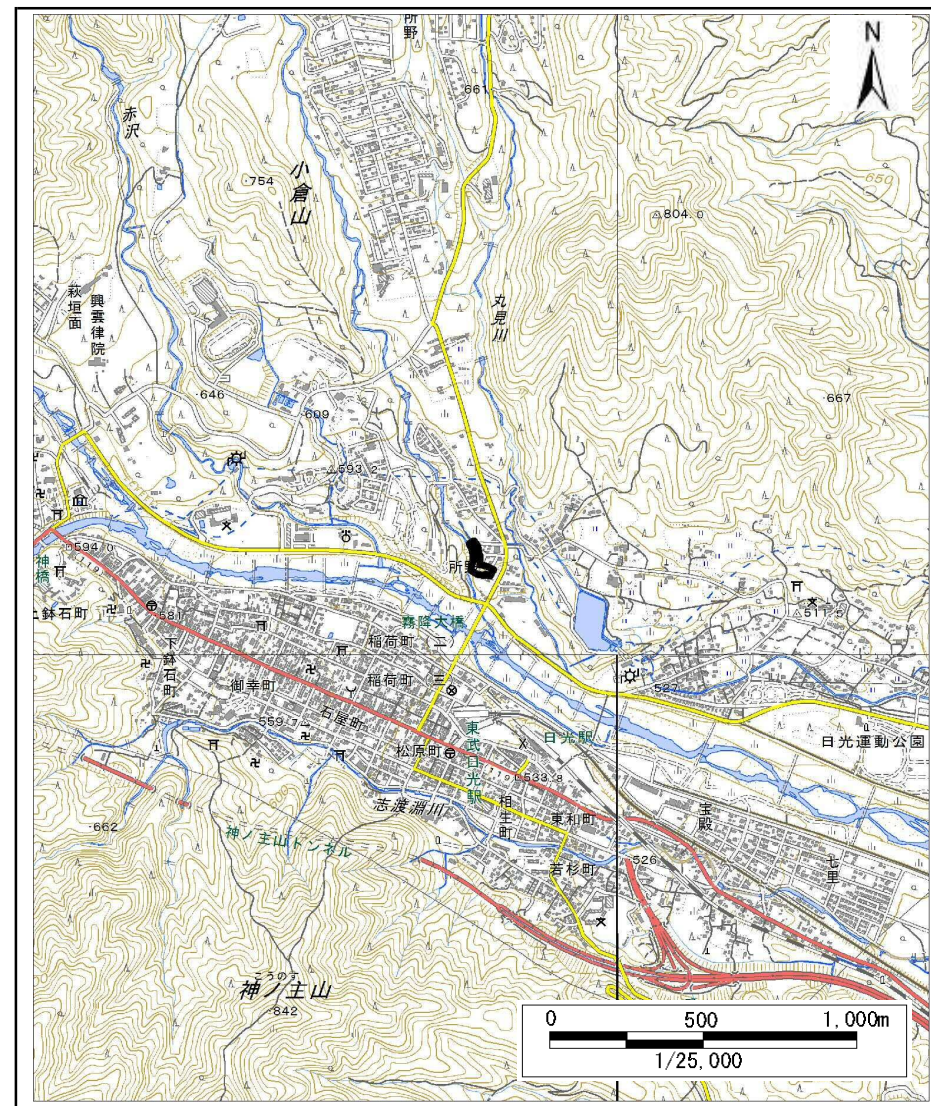 N
所野
661
赤沢
754
小倉山
659
804.0
丸見川
萩垣面
興雲律院
646
609
667
593.2
594.0
神橋
119
所野
上鉢石町
581
霧降大橋
下鉢石町
稲荷町
二
御幸町
稲荷町
三
527
559.7
石屋町
松原町
東武日光駅
日光駅
日光運動公園
119
533.8
志渡淵川
相生町
東和町
宝殿
662
神ノ主山トンネル
若杉町
526
七里
こうのす
神ノ主山
842
0 500 1,000m
1/25,000